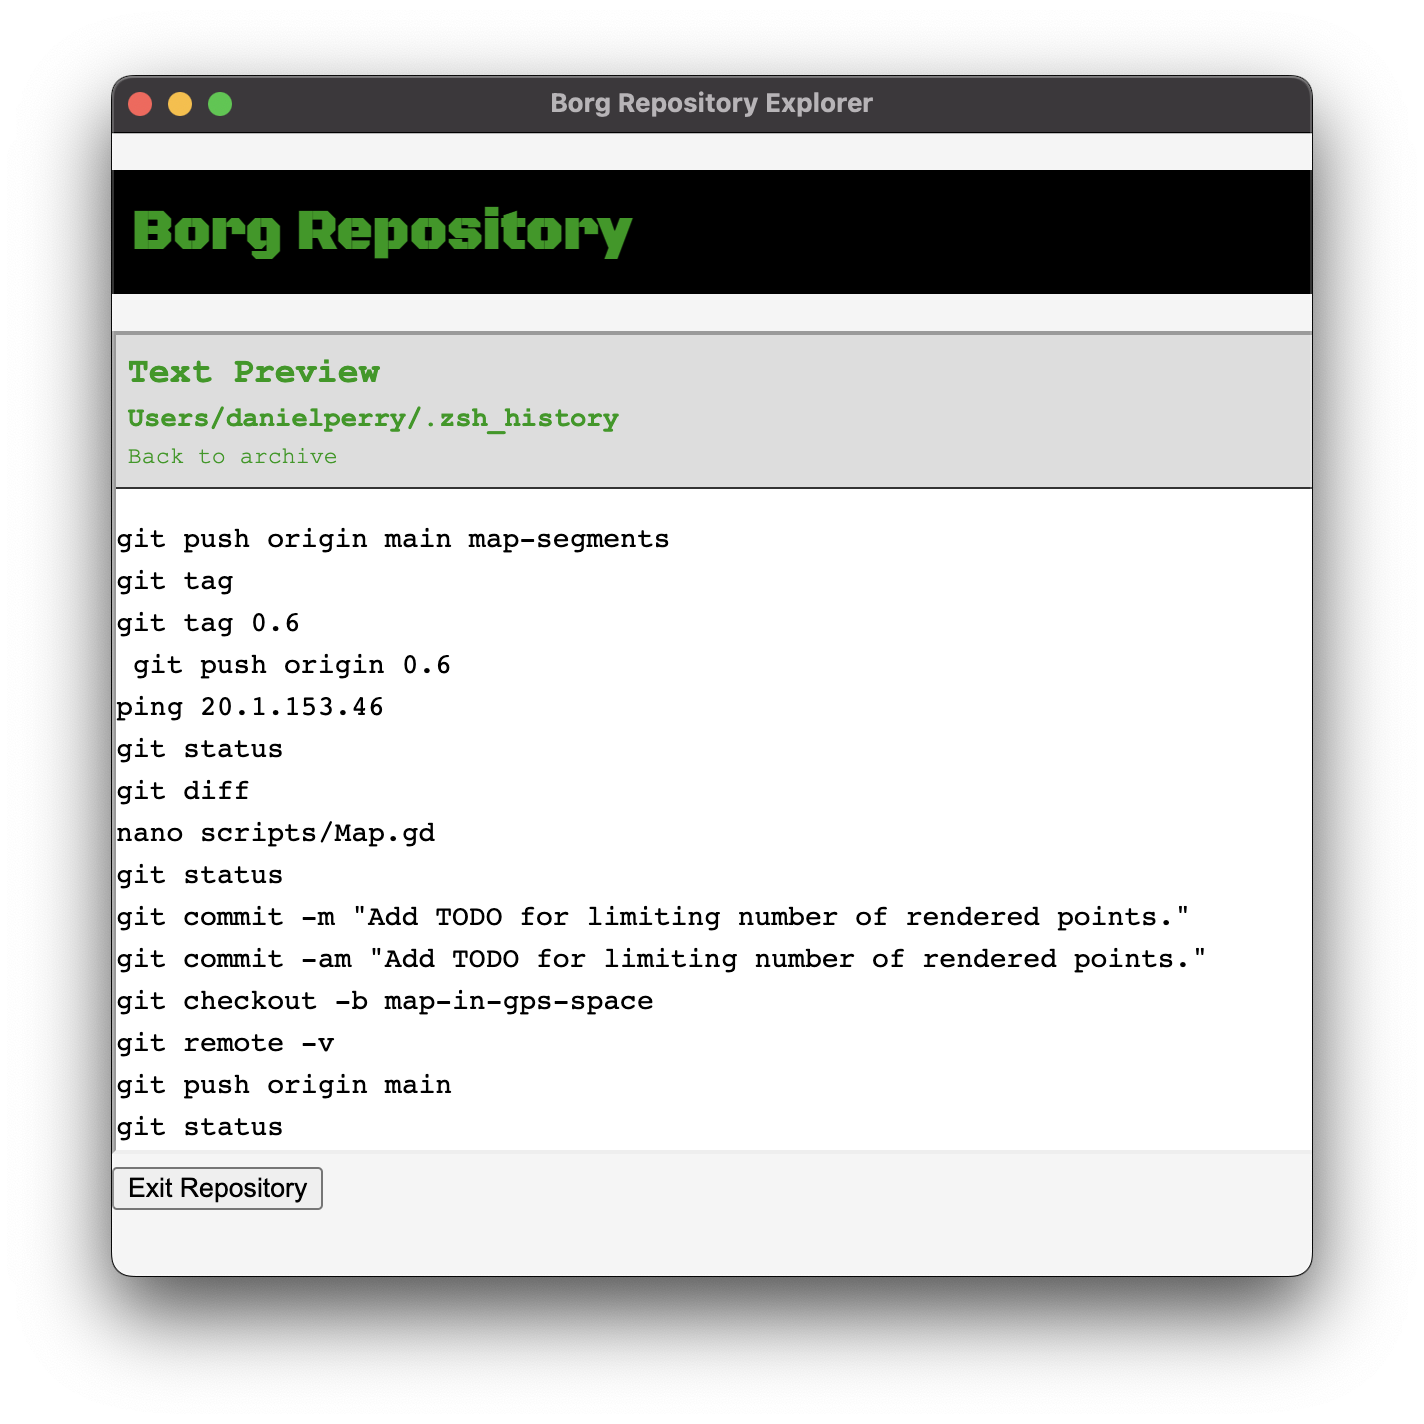 Borg Repository Explorer
Borg Repository
Text Preview
Users/danielperry/.zsh_history
Back to archive
git push origin main map-segments
git tag
git tag 0.6
 git push origin 0.6
ping 20.1.153.46
git status
git diff
nano scripts/Map.gd
git status
git commit -m "Add TODO for limiting number of rendered points."
git commit -am "Add TODO for limiting number of rendered points."
git checkout -b map-in-gps-space
git remote -v
git push origin main
git status
Exit Repository